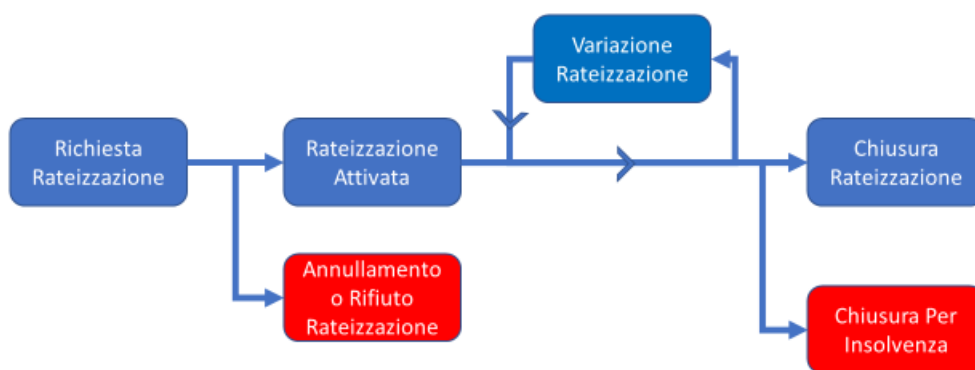 Variazione
Rateizzazione
Richiesta
Rateizzazione
Rateizzazione
Attivata
Chiusura
Rateizzazione
Annullamento
o Rifiuto
Rateizzazione
Chiusura Per
Insolvenza